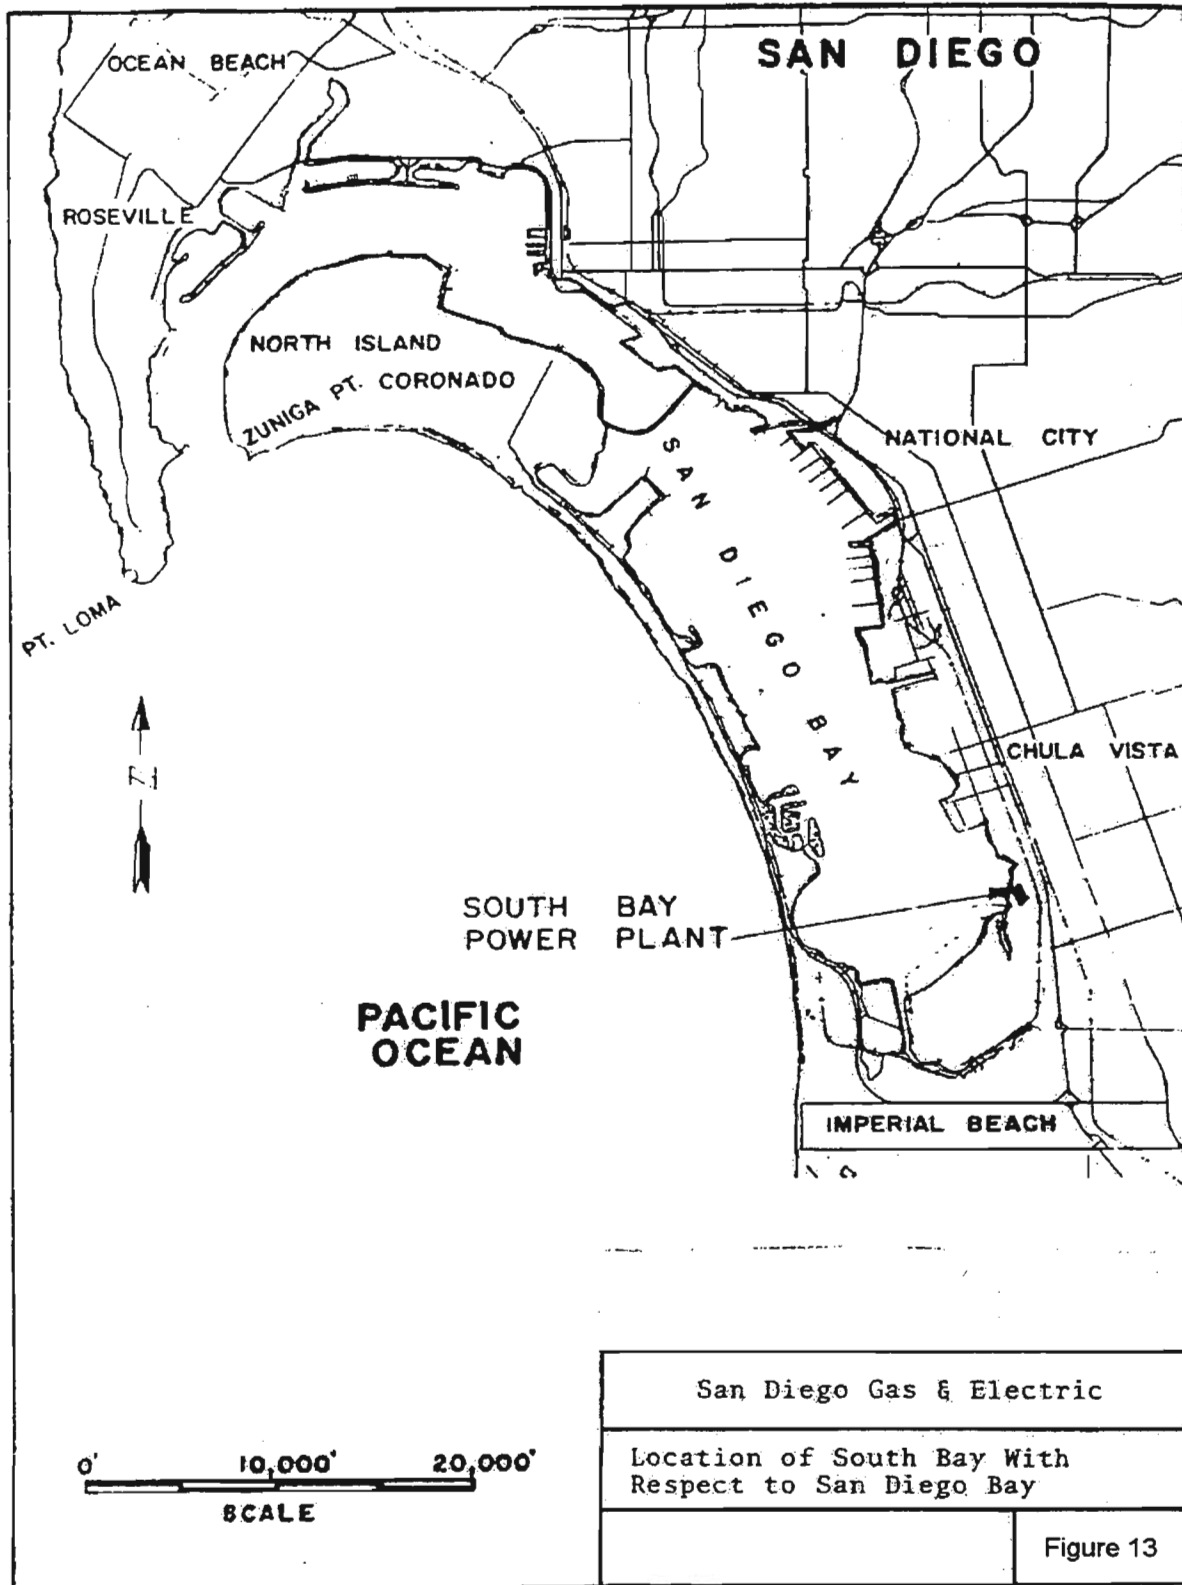 SAN DIEGO
OCEAN BEACH
ROSEVILLE
NORTH ISLAND
ZUNIGA PT. CORONADO
NATIONAL CITY
SAN DIEGO BAY
PT. LOMA
N
CHULA VISTA
SOUTH BAY
POWER PLANT
PACIFIC
OCEAN
IMPERIAL BEACH
San Diego Gas & Electric
Location of South Bay With
Respect to San Diego Bay
0' 10,000' 20,000'
SCALE
Figure 13